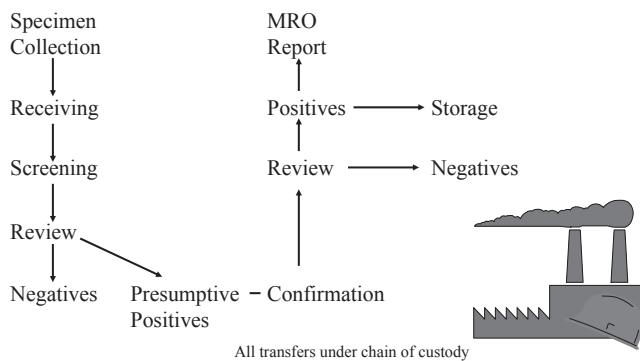 Specimen
Collection
MRO
Report
Receiving
Positives
Storage
Screening
Review
Negatives
Review
Negatives
Presumptive
Positives
Confirmation
All transfers under chain of custody